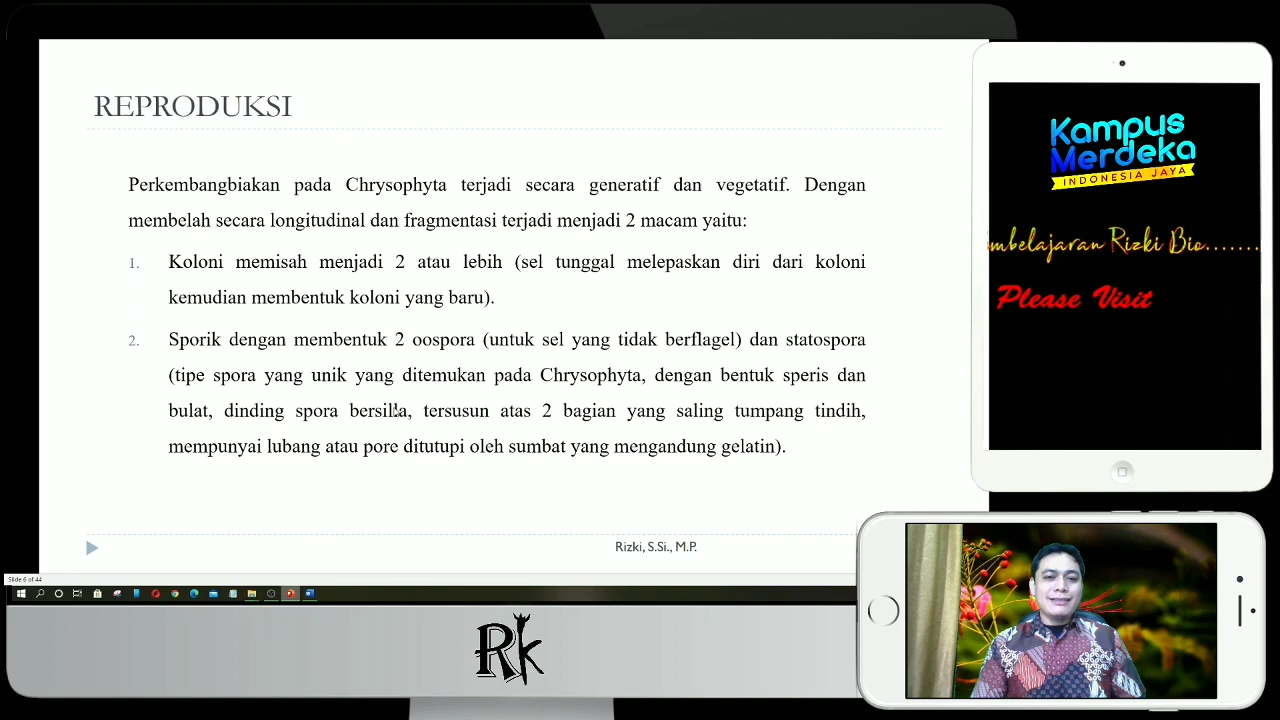 REPRODUKSI
Perkembangbiakan pada Chrysophyta terjadi secara generatif dan vegetatif. Dengan
membelah secara longitudinal dan fragmentasi terjadi menjadi 2 macam yaitu:
1. Koloni memisah menjadi 2 atau lebih (sel tunggal melepaskan diri dari koloni
kemudian membentuk koloni yang baru).
2. Sporik dengan membentuk 2 oospora (untuk sel yang tidak berflagel) dan statospora
(tipe spora yang unik yang ditemukan pada Chrysophyta, dengan bentuk speris dan
bulat, dinding spora bersilia, tersusun atas 2 bagian yang saling tumpang tindih,
mempunyai lubang atau pore ditutupi oleh sumbat yang mengandung gelatin).
Rizki, S.Si., M.P.
Slide 6 of 44
Rk
Kampus
Merdeka
INDONESIA JAYA
mbelajaran Rizki Bio.......
Please Visit